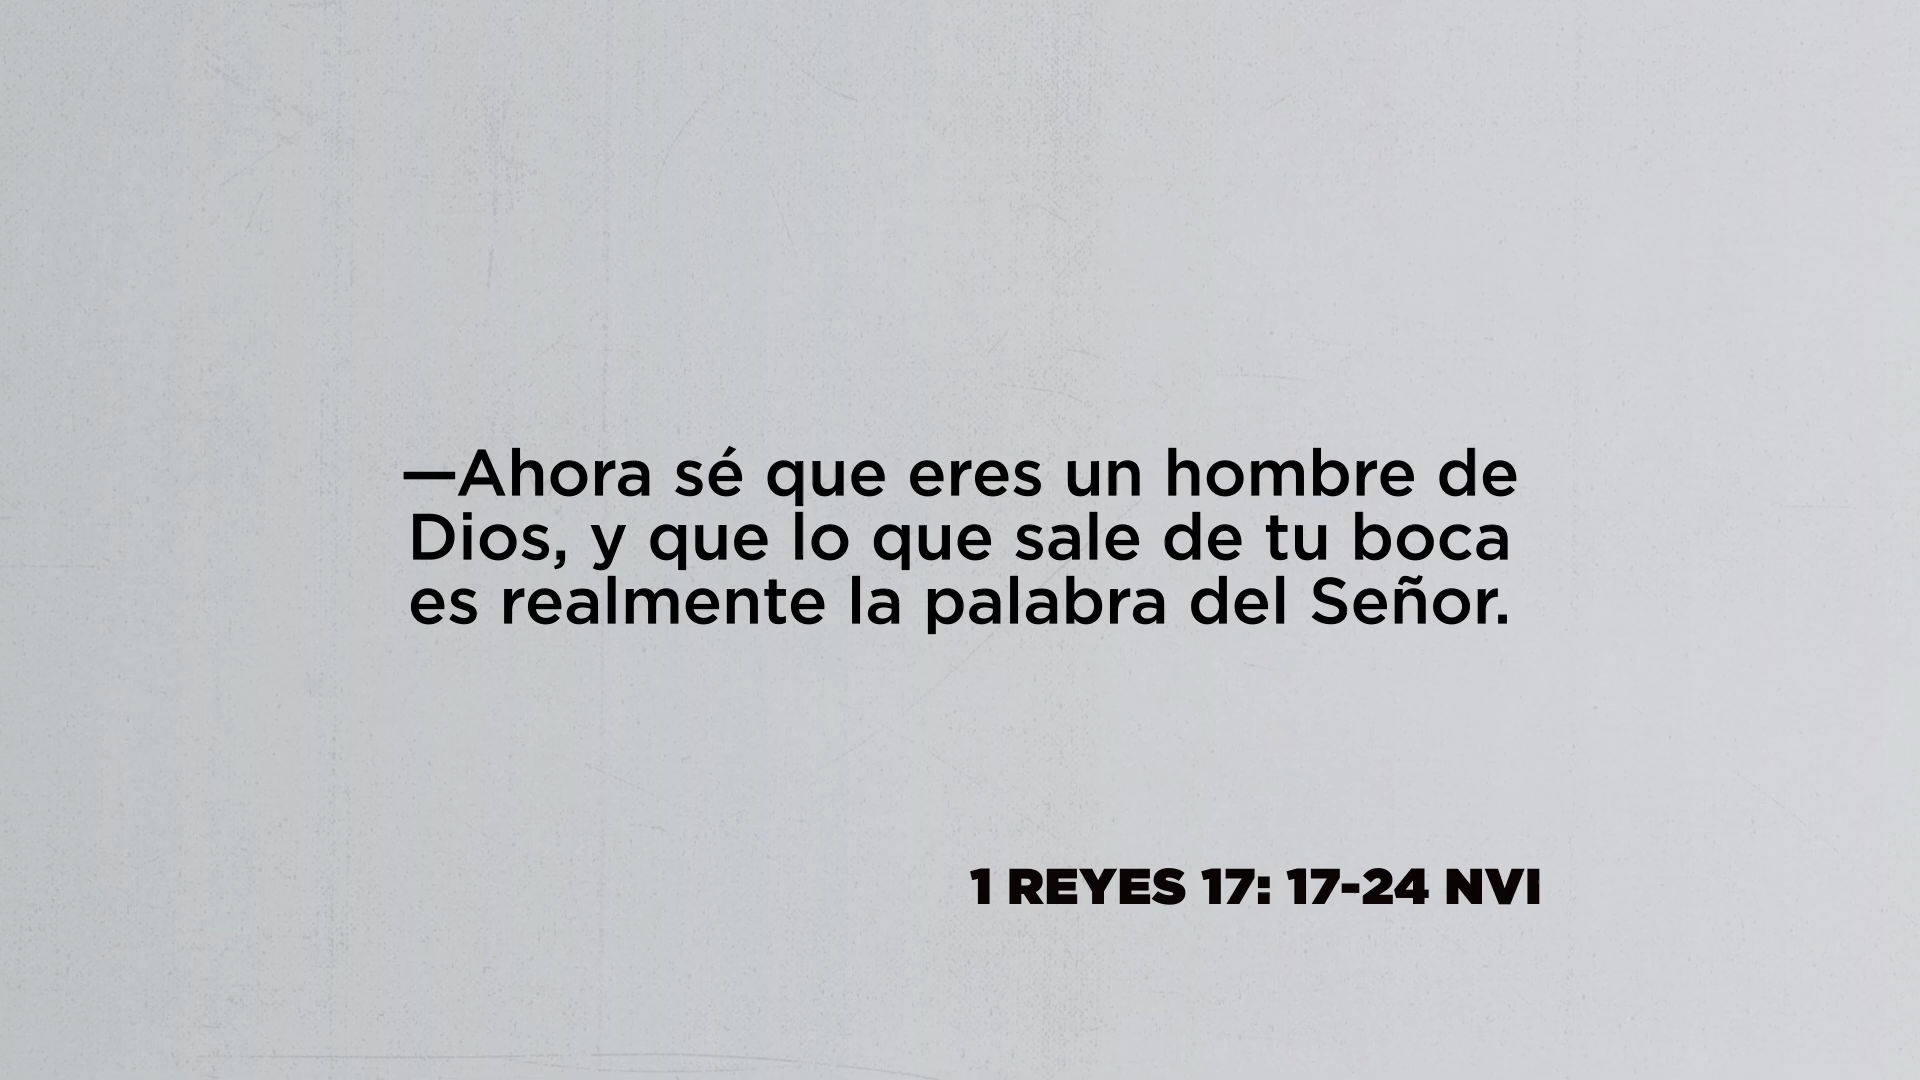 —Ahora sé que eres un hombre de
Dios, y que lo que sale de tu boca
es realmente la palabra del Señor.
1 REYES 17: 17-24 NVI